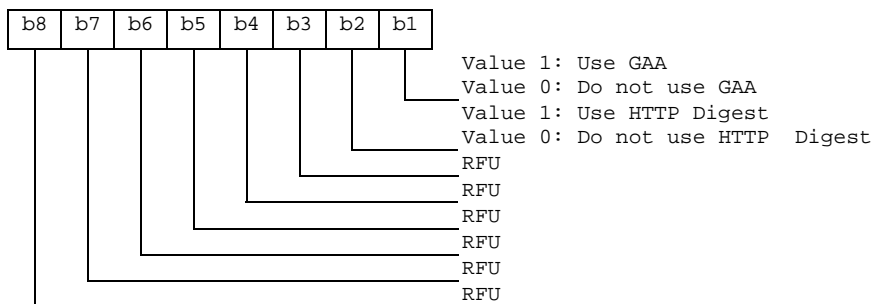 b8 b7 b6 b5 b4 b3 b2 b1
Value 1: Use GAA
Value 0: Do not use GAA
Value 1: Use HTTP Digest
Value 0: Do not use HTTP Digest
RFU
RFU
RFU
RFU
RFU
RFU